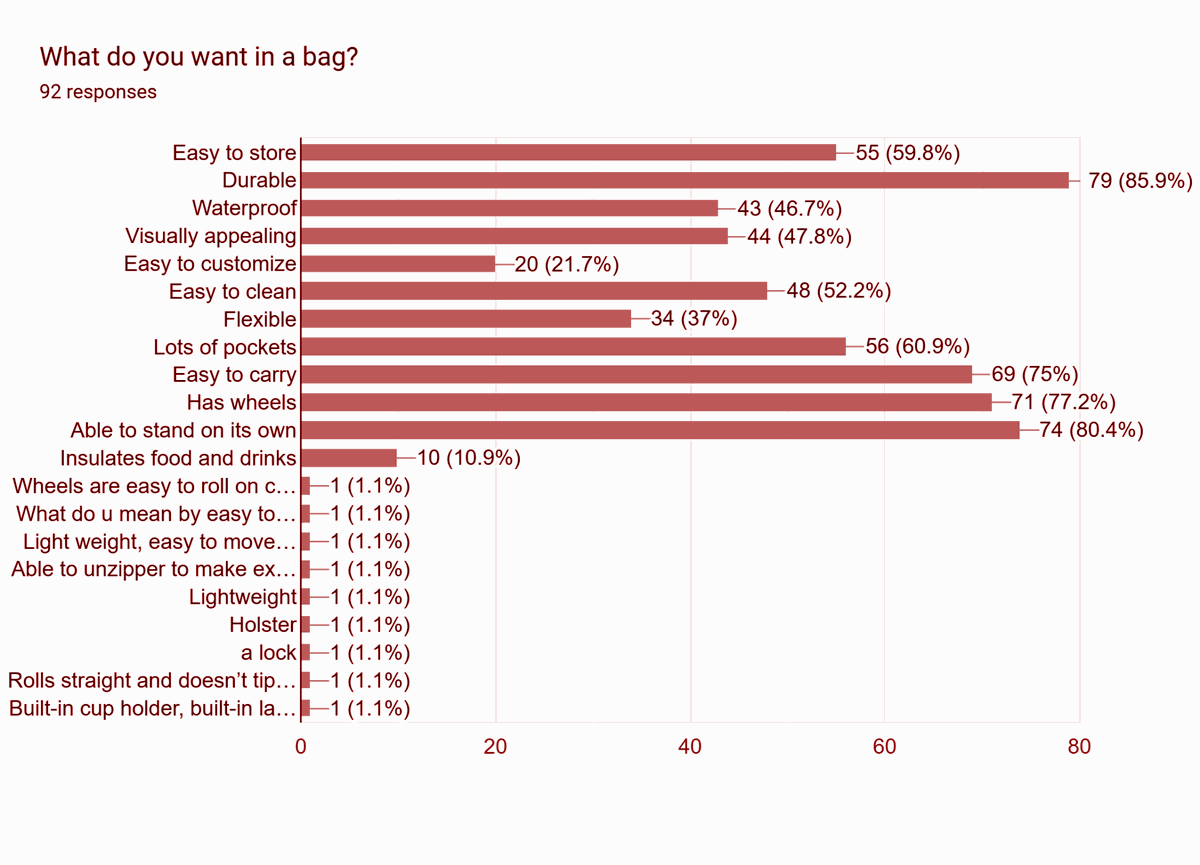 What do you want in a bag?
92 responses
Easy to store 55 (59.8%)
Durable 79 (85.9%)
Waterproof 43 (46.7%)
Visually appealing 44 (47.8%)
Easy to customize 20 (21.7%)
Easy to clean 48 (52.2%)
Flexible 34 (37%)
Lots of pockets 56 (60.9%)
Easy to carry 69 (75%)
Has wheels 71 (77.2%)
Able to stand on its own 74 (80.4%)
Insulates food and drinks 10 (10.9%)
Wheels are easy to roll on c… 1 (1.1%)
What do u mean by easy to… 1 (1.1%)
Light weight, easy to move… 1 (1.1%)
Able to unzipper to make ex… 1 (1.1%)
Lightweight 1 (1.1%)
Holster 1 (1.1%)
a lock 1 (1.1%)
Rolls straight and doesn’t tip… 1 (1.1%)
Built-in cup holder, built-in la… 1 (1.1%)
0 20 40 60 80